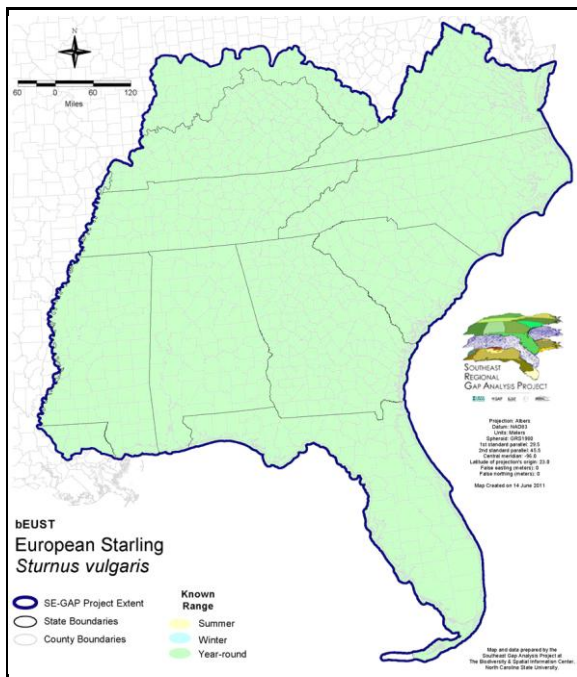 N
60 0 60 120
Miles
SOUTHEAST
REGIONAL
GAP ANALYSIS PROJECT
Projection: Albers
Datum: NAD83
Units: Meters
Spheroid: GRS1980
1st standard parallel: 29.5
2nd standard parallel: 45.5
Central meridian: -96.0
Latitude of projection's origin: 23.0
False easting (meters): 0
False northing (meters): 0
Map Created on 14 June 2011
bEUST
European Starling
Sturnus vulgaris
SE-GAP Project Extent
State Boundaries
County Boundaries
Known
Range
Summer
Winter
Year-round
Map and data prepared by the
Southeast Gap Analysis Project at
The Biodiversity & Spatial Information Center,
North Carolina State University.